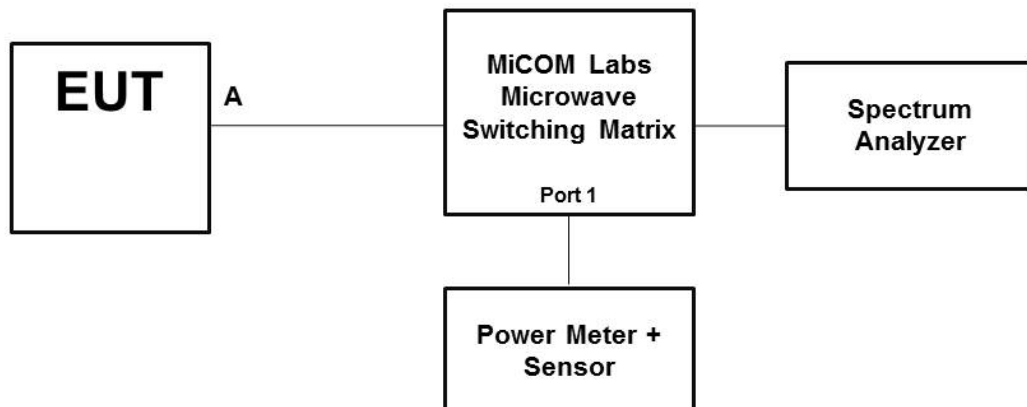 EUT
A
MiCOM Labs
Microwave
Switching Matrix
Port 1
Spectrum
Analyzer
Power Meter +
Sensor